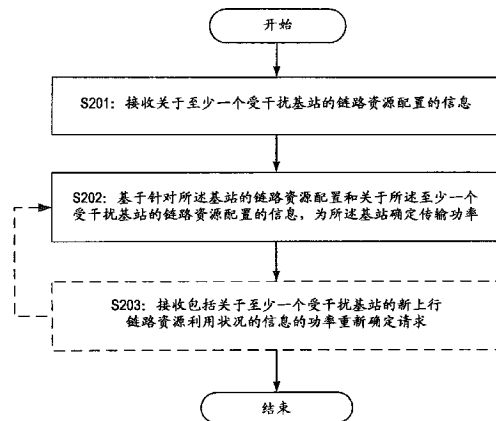 开始
S201：接收关于至少一个受干扰基站的链路资源配置的信息
S202：基于针对所述基站的链路资源配置和关于所述至少一个
受干扰基站的链路资源配置的信息，为所述基站确定传输功率
S203：接收包括关于至少一个受干扰基站的新上行
链路资源利用状况的信息的功率重新确定请求
结束